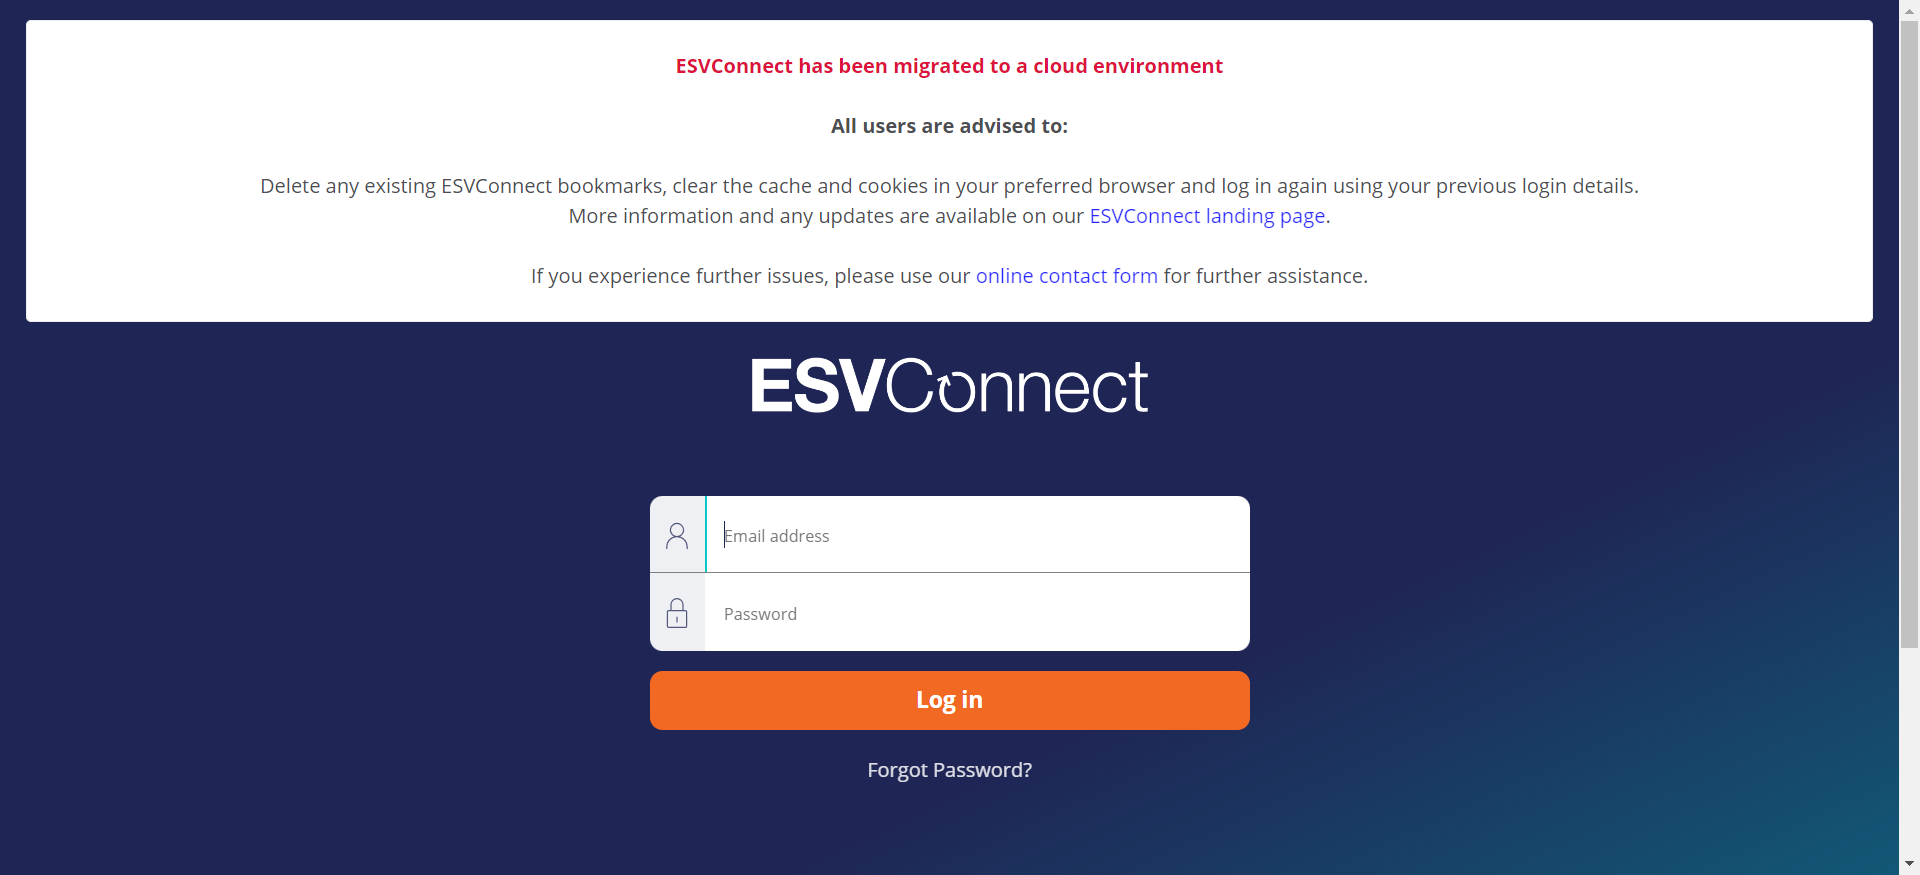 ESVConnect has been migrated to a cloud environment
All users are advised to:
Delete any existing ESVConnect bookmarks, clear the cache and cookies in your preferred browser and log in again using your previous login details.
More information and any updates are available on our ESVConnect landing page.
If you experience further issues, please use our online contact form for further assistance.
ESVConnect
Email address
Password
Log in
Forgot Password?